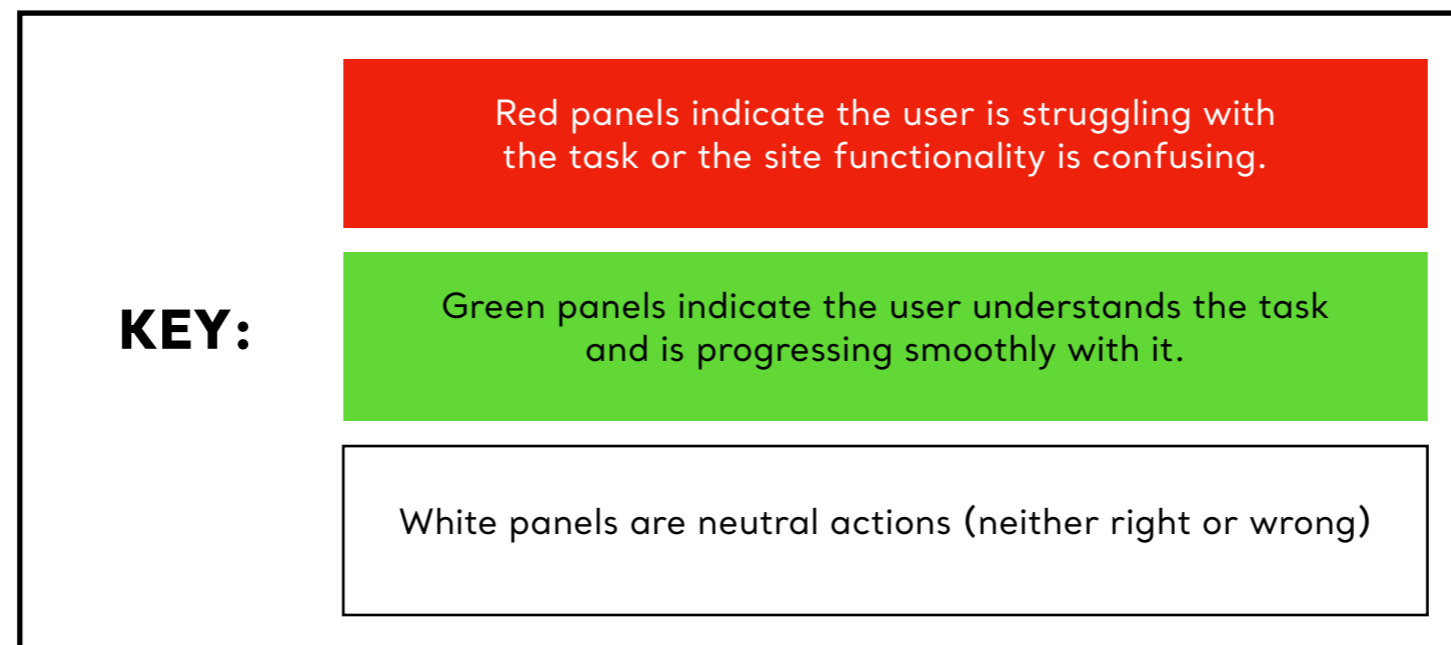 Red panels indicate the user is struggling with
the task or the site functionality is confusing.
KEY:
Green panels indicate the user understands the task
and is progressing smoothly with it.
White panels are neutral actions (neither right or wrong)